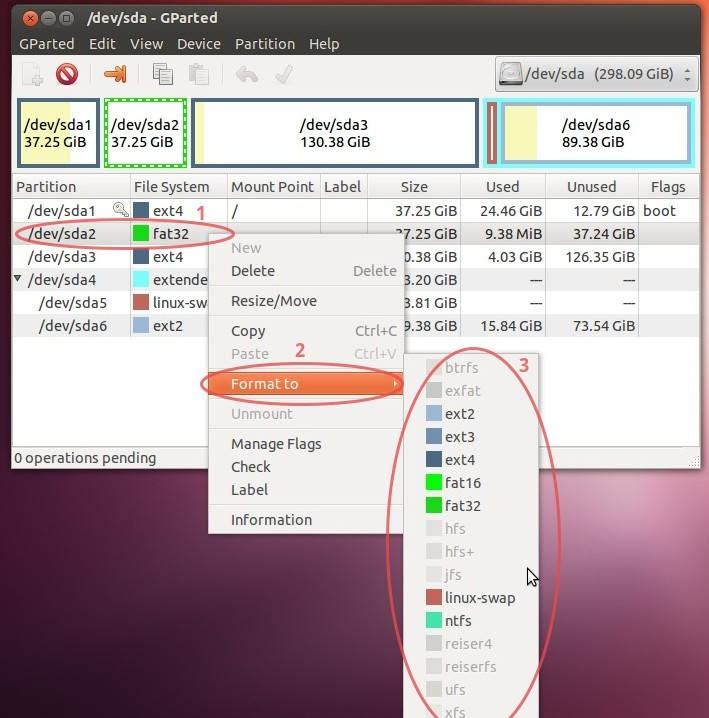 /dev/sda - GParted
GParted Edit View Device Partition Help
/dev/sda (298.09 GiB)
/dev/sda1
37.25 GiB
/dev/sda2
37.25 GiB
/dev/sda3
130.38 GiB
/dev/sda6
89.38 GiB
Partition File System Mount Point Label Size Used Unused Flags
/dev/sda1 ext4 1 / 37.25 GiB 24.46 GiB 12.79 GiB boot
/dev/sda2 fat32 37.25 GiB 9.38 MiB 37.24 GiB
/dev/sda3 ext4 0.38 GiB 4.03 GiB 126.35 GiB
/dev/sda4 extende 3.20 GiB --- ---
/dev/sda5 linux-swa 3.81 GiB --- ---
/dev/sda6 ext2 9.38 GiB 15.84 GiB 73.54 GiB
New
Delete Delete
Resize/Move
Copy Ctrl+C
Paste Ctrl+V
2
Format to
Unmount
Manage Flags
Check
Label
Information
3
btrfs
exfat
ext2
ext3
ext4
fat16
fat32
hfs
hfs+
jfs
linux-swap
ntfs
reiser4
reiserfs
ufs
xfs
0 operations pending